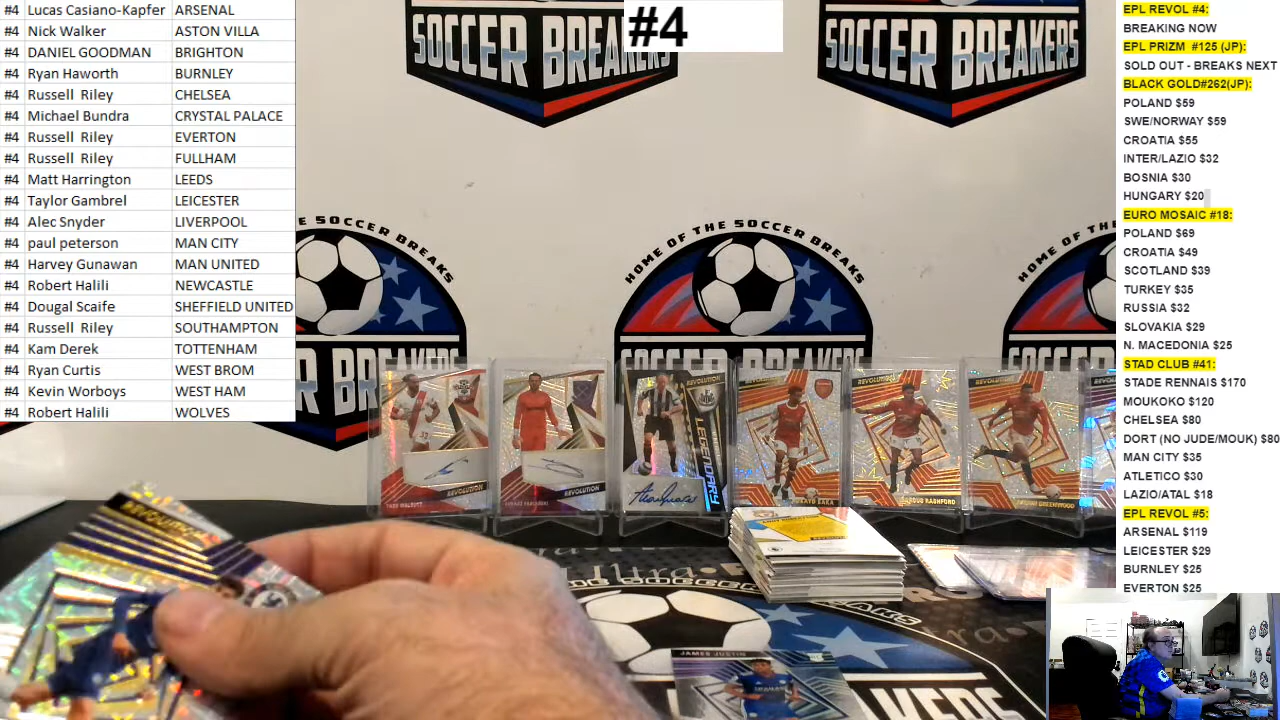 #4 Lucas Casiano-Kapfer ARSENAL
#4 Nick Walker ASTON VILLA
#4 DANIEL GOODMAN BRIGHTON
#4 Ryan Haworth BURNLEY
#4 Russell Riley CHELSEA
#4 Michael Bundra CRYSTAL PALACE
#4 Russell Riley EVERTON
#4 Russell Riley FULLHAM
#4 Matt Harrington LEEDS
#4 Taylor Gambrel LEICESTER
#4 Alec Snyder LIVERPOOL
#4 paul peterson MAN CITY
#4 Harvey Gunawan MAN UNITED
#4 Robert Halili NEWCASTLE
#4 Dougal Scaife SHEFFIELD UNITED
#4 Russell Riley SOUTHAMPTON
#4 Kam Derek TOTTENHAM
#4 Ryan Curtis WEST BROM
#4 Kevin Worboys WEST HAM
#4 Robert Halili WOLVES
#4
SOCCER BREAKERS
SOCCER BREAKERS
E SOCCER BREAKS
HOME OF THE SOCCER BREAKS
HOME OF TH
SOCCER BREAKERS
REVOLUTION
LEGENDARY
REVOLUTION
REVOLUTION
JAMES JUSTIN
EPL REVOL #4:
BREAKING NOW
EPL PRIZM #125 (JP):
SOLD OUT - BREAKS NEXT
BLACK GOLD#262(JP):
POLAND $59
SWE/NORWAY $59
CROATIA $55
INTER/LAZIO $32
BOSNIA $30
HUNGARY $20
EURO MOSAIC #18:
POLAND $69
CROATIA $49
SCOTLAND $39
TURKEY $35
RUSSIA $32
SLOVAKIA $29
N. MACEDONIA $25
STAD CLUB #41:
STADE RENNAIS $170
MOUKOKO $120
CHELSEA $80
DORT (NO JUDE/MOUK) $80
MAN CITY $35
ATLETICO $30
LAZIO/ATAL $18
EPL REVOL #5:
ARSENAL $119
LEICESTER $29
BURNLEY $25
EVERTON $25